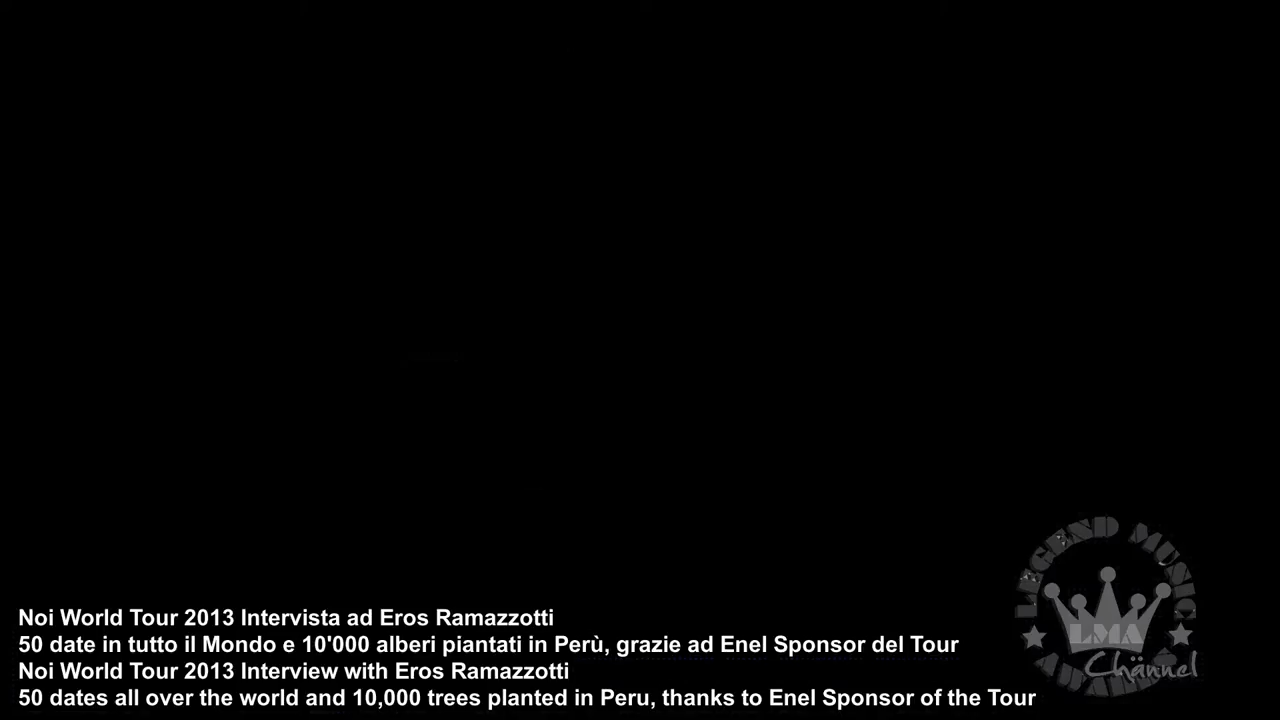 Noi World Tour 2013 Intervista ad Eros Ramazzotti
50 date in tutto il Mondo e 10'000 alberi piantati in Perù, grazie ad Enel Sponsor del Tour
Noi World Tour 2013 Interview with Eros Ramazzotti
50 dates all over the world and 10,000 trees planted in Peru, thanks to Enel Sponsor of the Tour
LEGEND MUSIC
LMA
Chännel